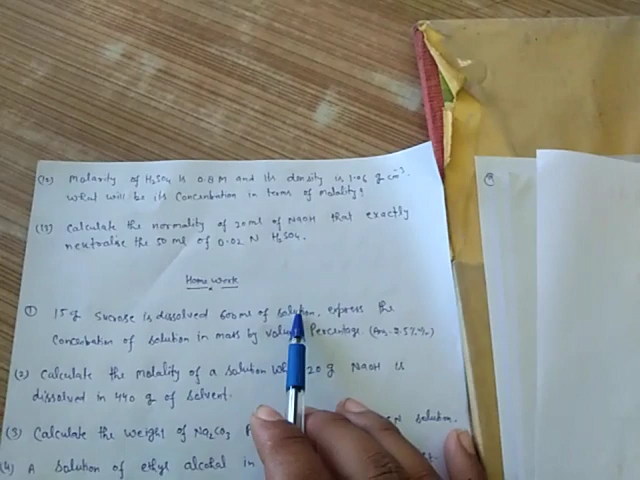 (12) Molarity of H₂SO₄ is 0.8 M and its density is 1.06 g cm⁻³.
What will be its Concentration in terms of molality?
(13) Calculate the normality of 20 ml of NaOH that exactly
neutralise the 50 ml of 0.02 N H₂SO₄.
Home Work
① 15 g Sucrose is dissolved 600 ml of solution, express the
Concentration of solution in mass by volume Percentage. (Ans. 2.5% %)
(2) Calculate the molality of a solution 20 g NaOH is
dissolved in 440 g of solvent.
(3) Calculate the weight of Na₂CO₃ N solution.
(4) A Solution of ethyl alcohol in